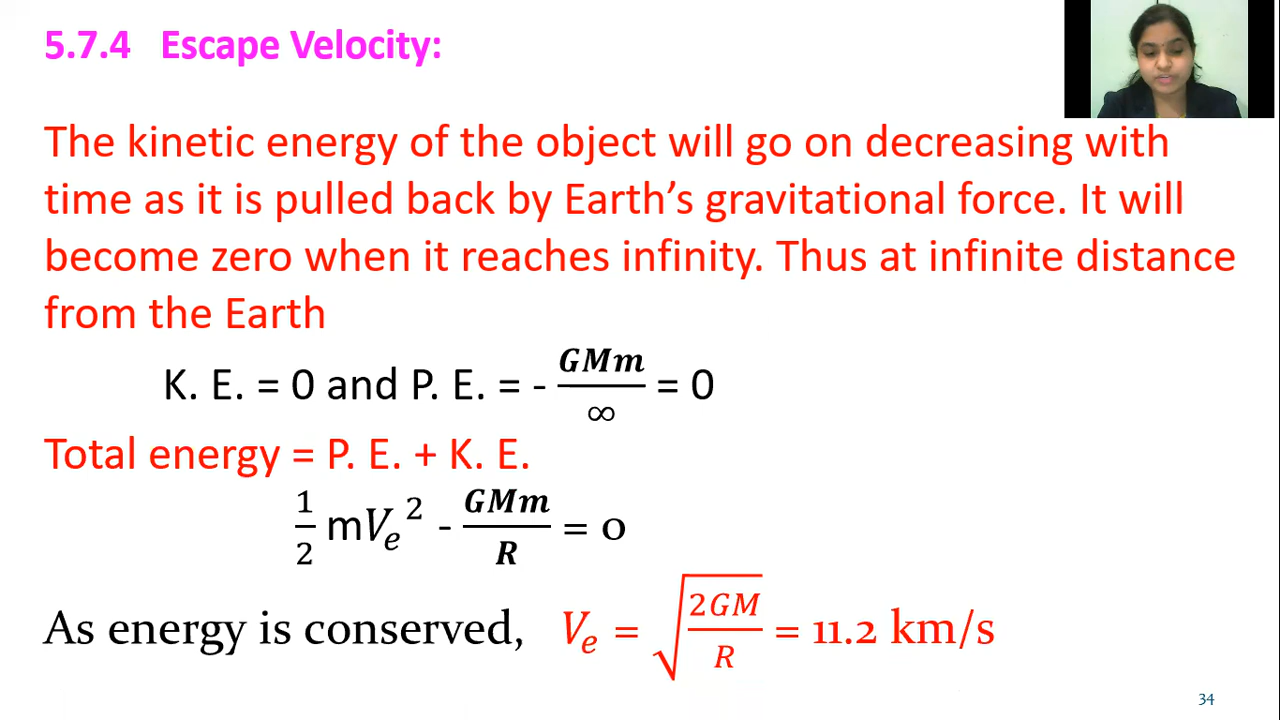 5.7.4 Escape Velocity:
The kinetic energy of the object will go on decreasing with
time as it is pulled back by Earth's gravitational force. It will
become zero when it reaches infinity. Thus at infinite distance
from the Earth
K. E. = 0 and P. E. = - GMm/∞ = 0
Total energy = P. E. + K. E.
1/2 mVₑ² - GMm/R = 0
As energy is conserved, Vₑ = √(2GM/R) = 11.2 km/s
34